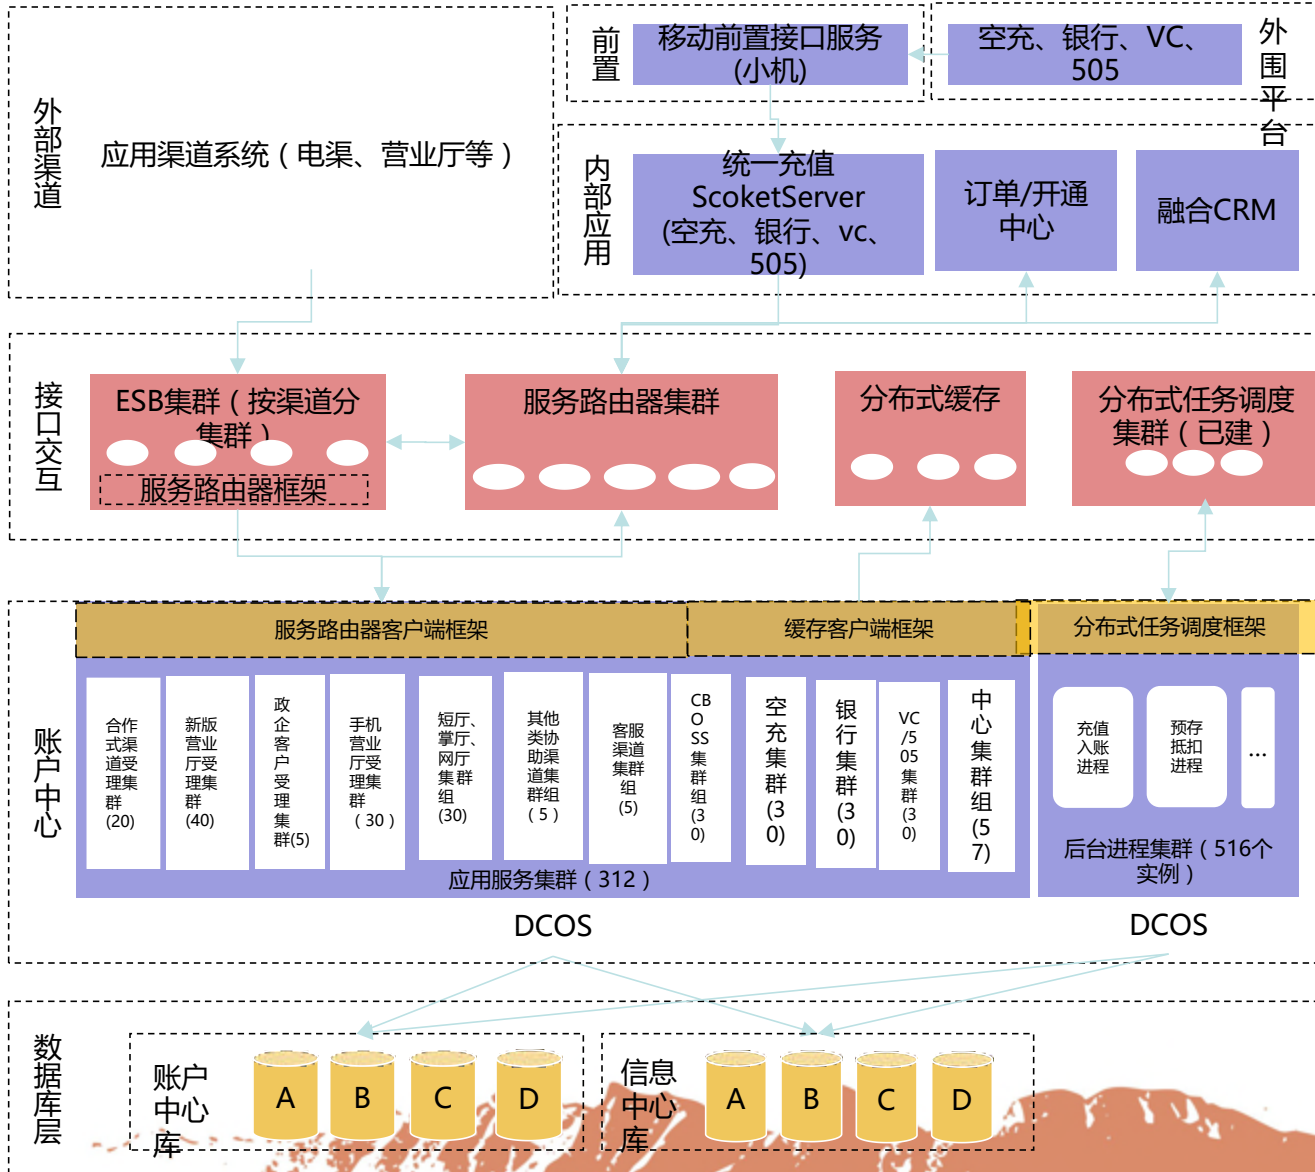 前置
移动前置接口服务
(小机)
空充、银行、VC、
505
外围平台
外部渠道
应用渠道系统（电渠、营业厅等）
内部应用
统一充值
ScoketServer
(空充、银行、vc、
505)
订单/开通
中心
融合CRM
接口交互
ESB集群（按渠道分
集群）
服务路由器框架
服务路由器集群
分布式缓存
分布式任务调度
集群（已建）
账户中心
服务路由器客户端框架
缓存客户端框架
分布式任务调度框架
合作
式渠
道受
理集
群
(20)
新版
营业
厅受
理集
群
(40)
政
企客
户受
理集
群(5)
手机
营业
厅受
理集
群
（30）
短厅、
掌厅、
网厅
集群
组
(30)
其他
类协
助渠
道集
群组
（5）
客服
渠道
集群
组
(5)
CB
O
SS
集
群
组
(3
0)
空
充
集
群
(3
0)
银
行
集
群
(3
0)
VC
/5
05
集
群
(3
0)
中
心
集
群
组
(5
7)
充值
入账
进程
预存
抵扣
进程
...
应用服务集群（312）
后台进程集群（516个
实例）
DCOS
DCOS
数据库层
账户
中心
库
A
B
C
D
信息
中心
库
A
B
C
D